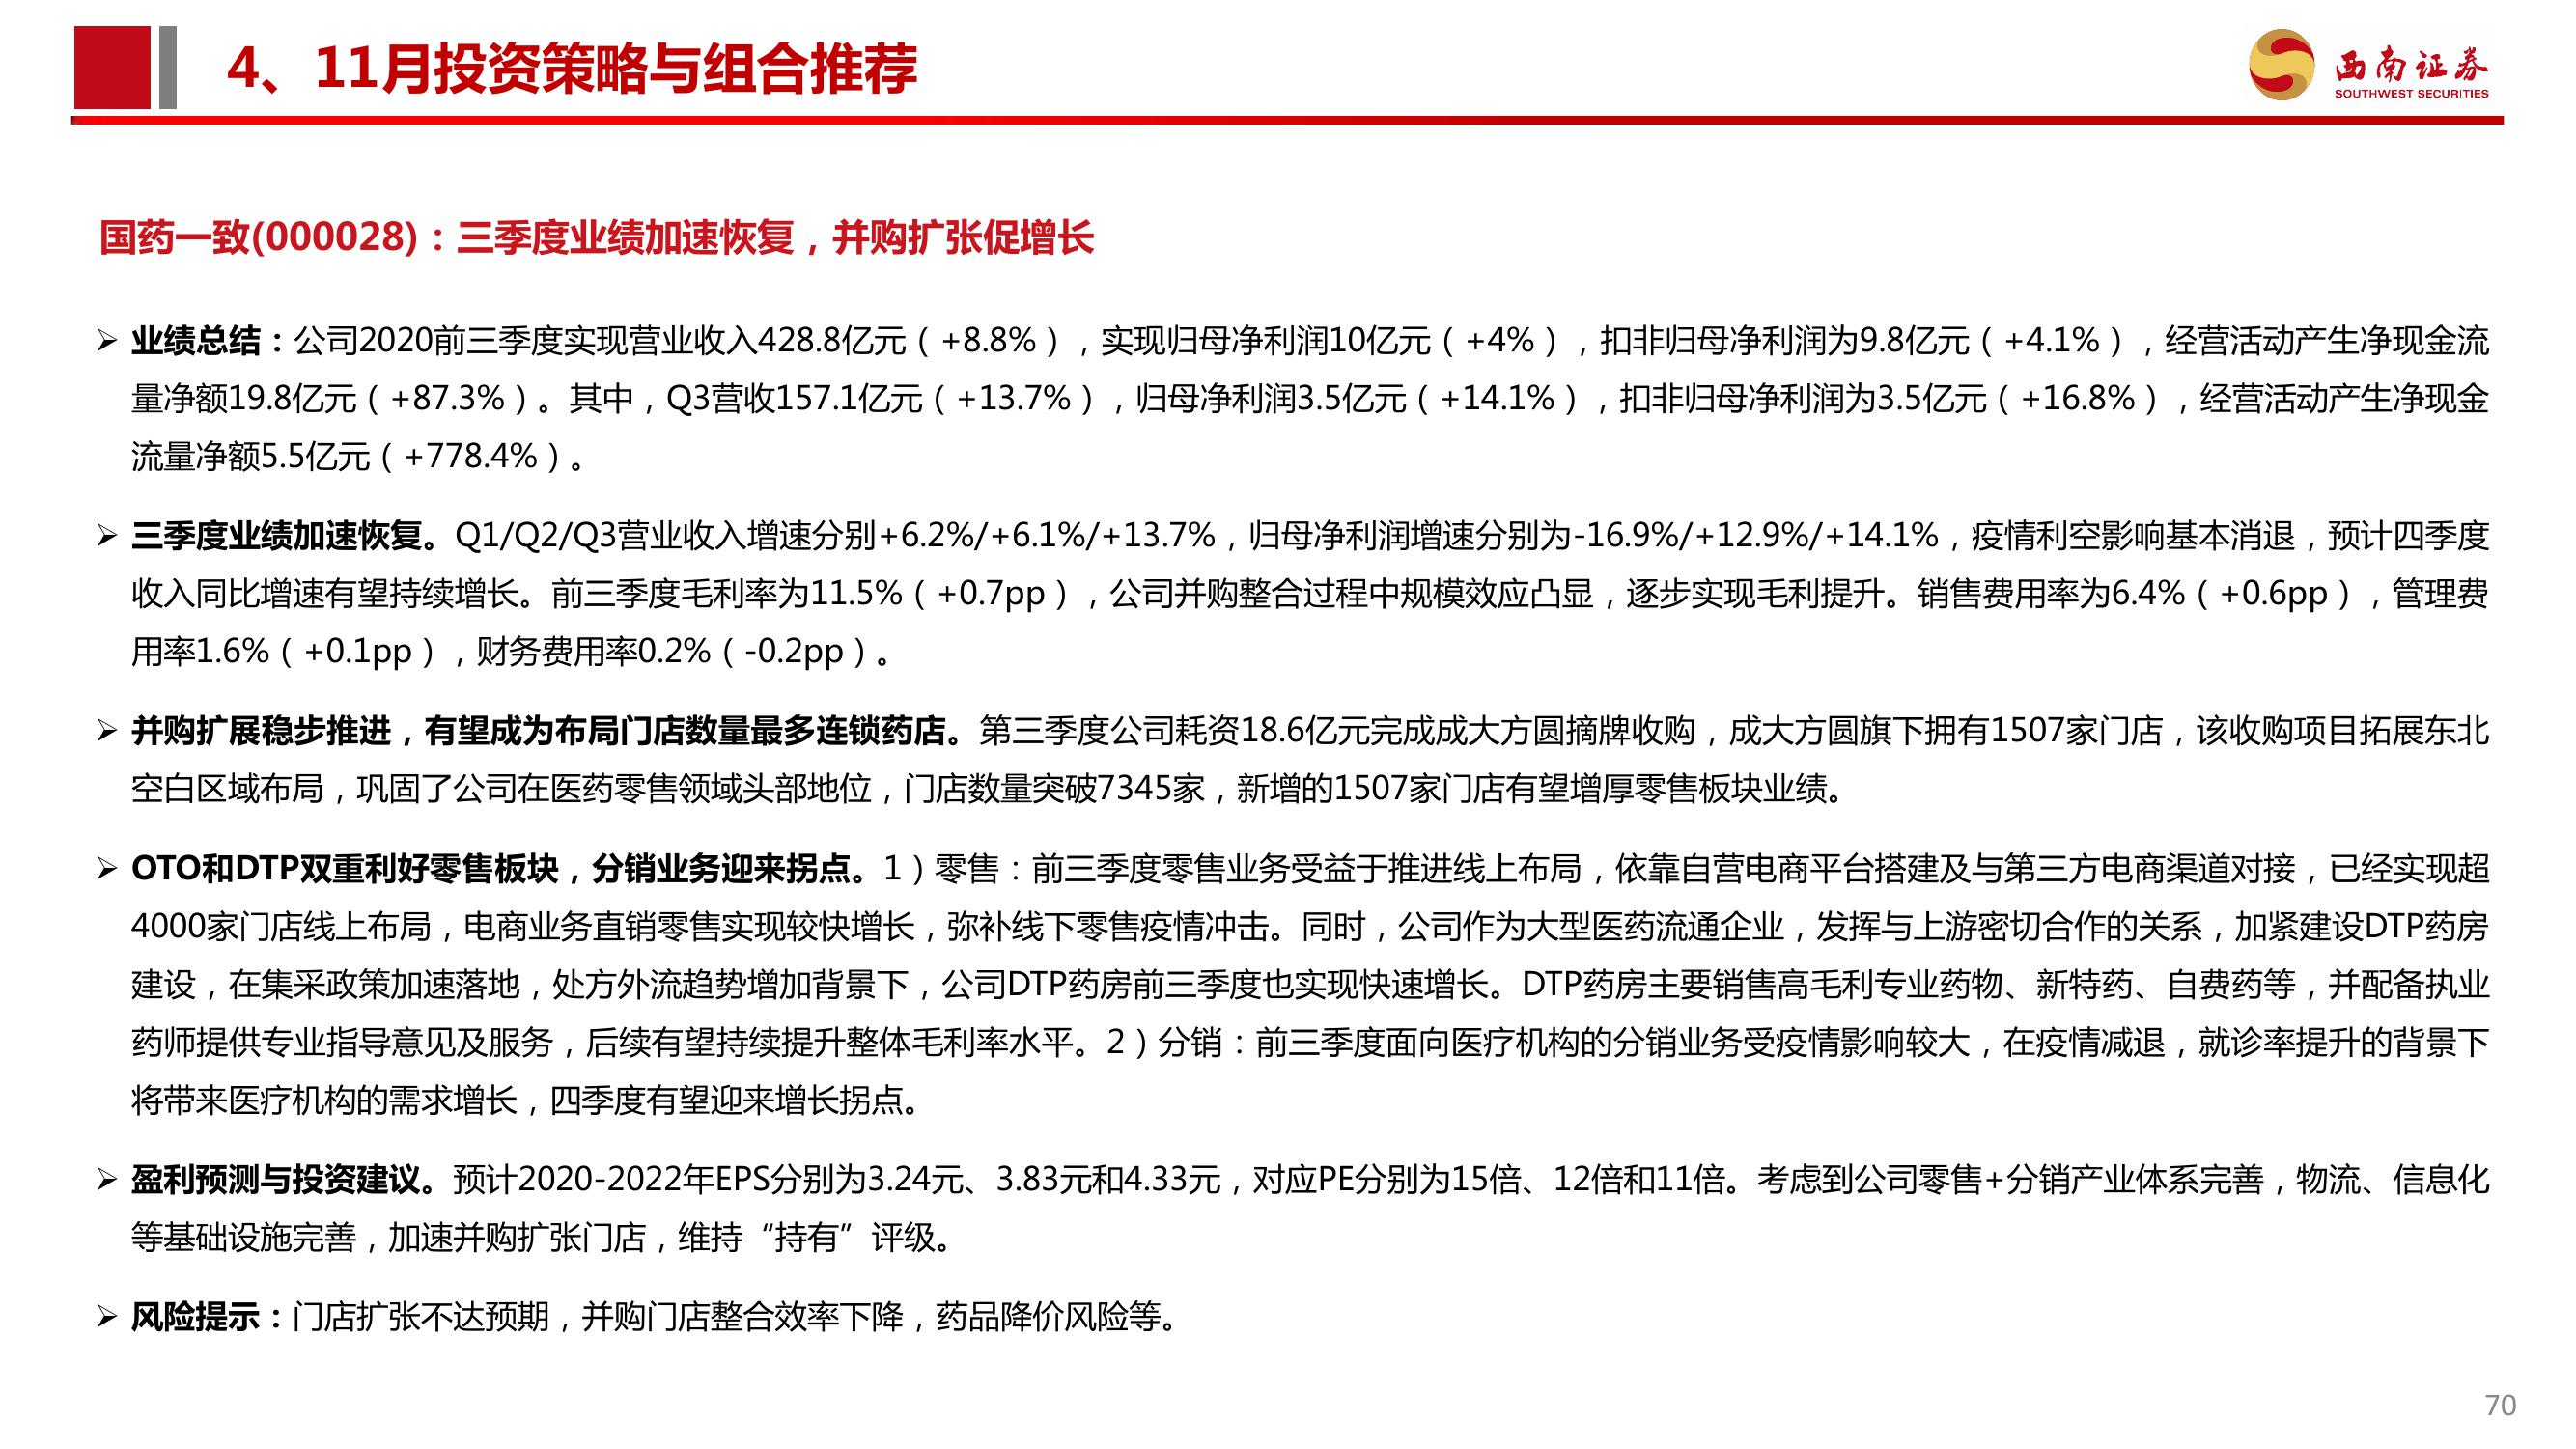 4、11月投资策略与组合推荐
西南证券
SOUTHWEST SECURITIES
国药一致(000028)：三季度业绩加速恢复，并购扩张促增长
➢ 业绩总结：公司2020前三季度实现营业收入428.8亿元（+8.8%），实现归母净利润10亿元（+4%），扣非归母净利润为9.8亿元（+4.1%），经营活动产生净现金流
量净额19.8亿元（+87.3%）。其中，Q3营收157.1亿元（+13.7%），归母净利润3.5亿元（+14.1%），扣非归母净利润为3.5亿元（+16.8%），经营活动产生净现金
流量净额5.5亿元（+778.4%）。
➢ 三季度业绩加速恢复。Q1/Q2/Q3营业收入增速分别+6.2%/+6.1%/+13.7%，归母净利润增速分别为-16.9%/+12.9%/+14.1%，疫情利空影响基本消退，预计四季度
收入同比增速有望持续增长。前三季度毛利率为11.5%（+0.7pp），公司并购整合过程中规模效应凸显，逐步实现毛利提升。销售费用率为6.4%（+0.6pp），管理费
用率1.6%（+0.1pp），财务费用率0.2%（-0.2pp）。
➢ 并购扩展稳步推进，有望成为布局门店数量最多连锁药店。第三季度公司耗资18.6亿元完成成大方圆摘牌收购，成大方圆旗下拥有1507家门店，该收购项目拓展东北
空白区域布局，巩固了公司在医药零售领域头部地位，门店数量突破7345家，新增的1507家门店有望增厚零售板块业绩。
➢ OTO和DTP双重利好零售板块，分销业务迎来拐点。1）零售：前三季度零售业务受益于推进线上布局，依靠自营电商平台搭建及与第三方电商渠道对接，已经实现超
4000家门店线上布局，电商业务直销零售实现较快增长，弥补线下零售疫情冲击。同时，公司作为大型医药流通企业，发挥与上游密切合作的关系，加紧建设DTP药房
建设，在集采政策加速落地，处方外流趋势增加背景下，公司DTP药房前三季度也实现快速增长。DTP药房主要销售高毛利专业药物、新特药、自费药等，并配备执业
药师提供专业指导意见及服务，后续有望持续提升整体毛利率水平。2）分销：前三季度面向医疗机构的分销业务受疫情影响较大，在疫情减退，就诊率提升的背景下
将带来医疗机构的需求增长，四季度有望迎来增长拐点。
➢ 盈利预测与投资建议。预计2020-2022年EPS分别为3.24元、3.83元和4.33元，对应PE分别为15倍、12倍和11倍。考虑到公司零售+分销产业体系完善，物流、信息化
等基础设施完善，加速并购扩张门店，维持“持有”评级。
➢ 风险提示：门店扩张不达预期，并购门店整合效率下降，药品降价风险等。
70